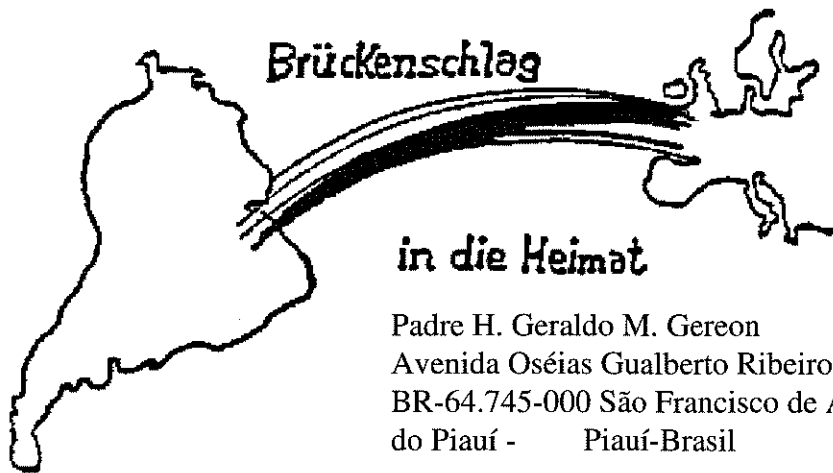 Brückenschlag
in die Heimat
Padre H. Geraldo M. Gereon
Avenida Oséias Gualberto Ribeiro
BR-64.745-000 São Francisco de
do Piauí - Piauí-Brasil